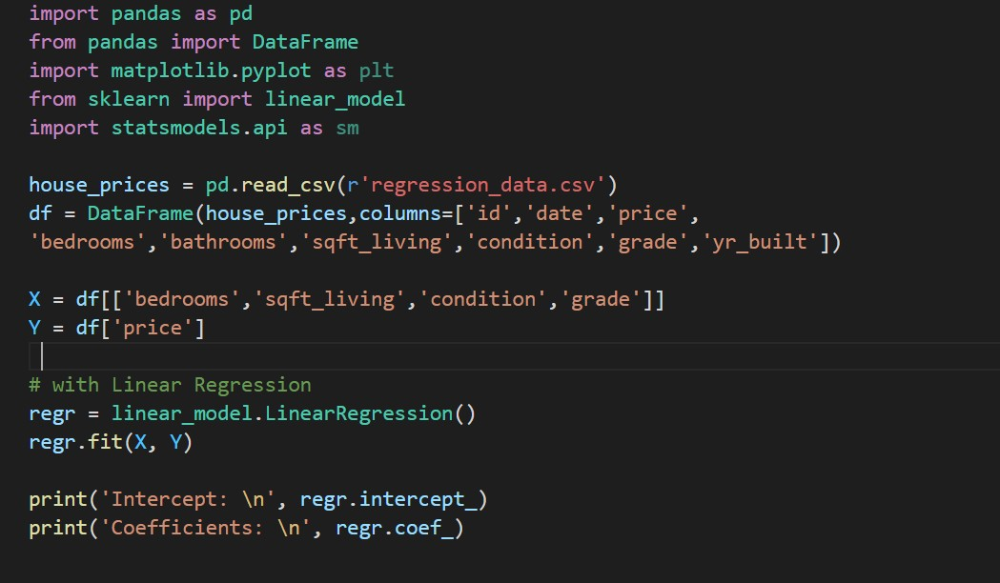 import pandas as pd
from pandas import DataFrame
import matplotlib.pyplot as plt
from sklearn import linear_model
import statsmodels.api as sm
house_prices = pd.read_csv(r'regression_data.csv')
df = DataFrame(house_prices,columns=['id','date','price',
'bedrooms','bathrooms','sqft_living','condition','grade','yr_built'])
X = df[['bedrooms','sqft_living','condition','grade']]
Y = df['price']
# with Linear Regression
regr = linear_model.LinearRegression()
regr.fit(X, Y)
print('Intercept: \n', regr.intercept_)
print('Coefficients: \n', regr.coef_)